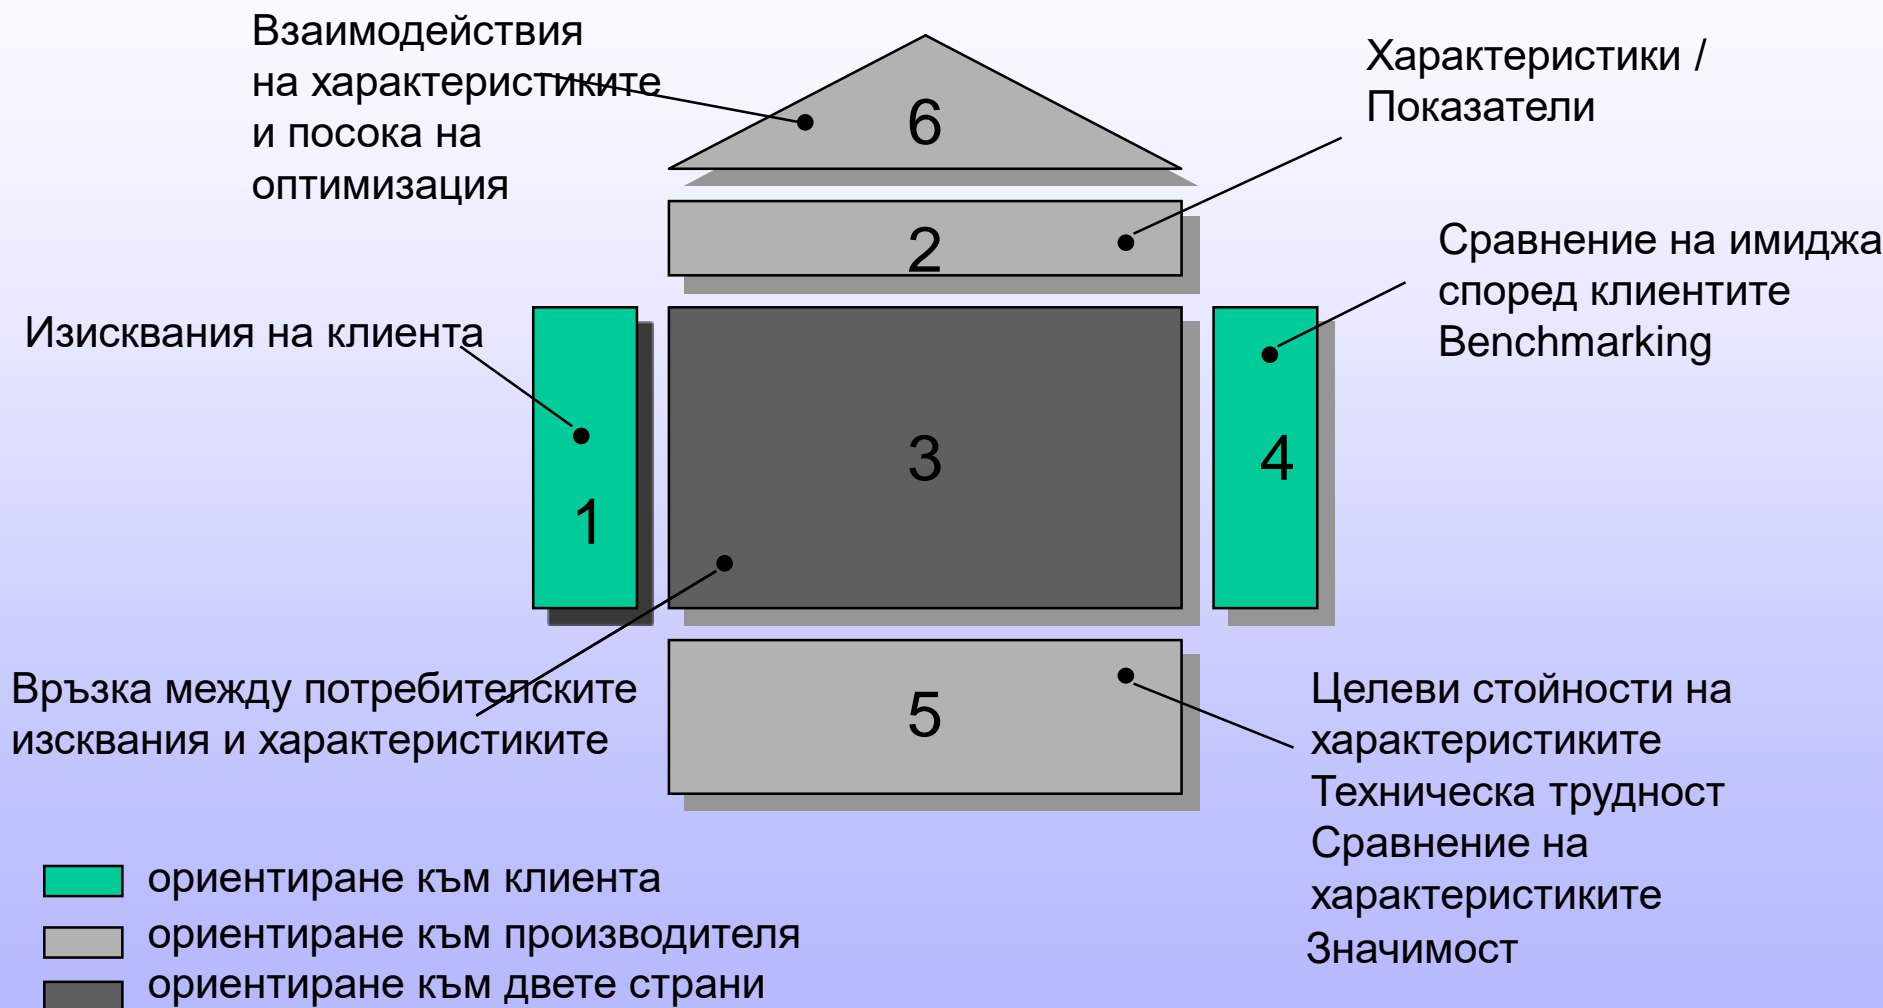 Взаимодействия
на характеристиките
и посока на
оптимизация
Характеристики /
Показатели
6
2
Сравнение на имиджа
според клиентите
Benchmarking
Изисквания на клиента
3
4
1
Връзка между потребителските
изсквания и характеристиките
5
Целеви стойности на
характеристиките
Техническа трудност
Сравнение на
характеристиките
Значимост
ориентиране към клиента
ориентиране към производителя
ориентиране към двете страни